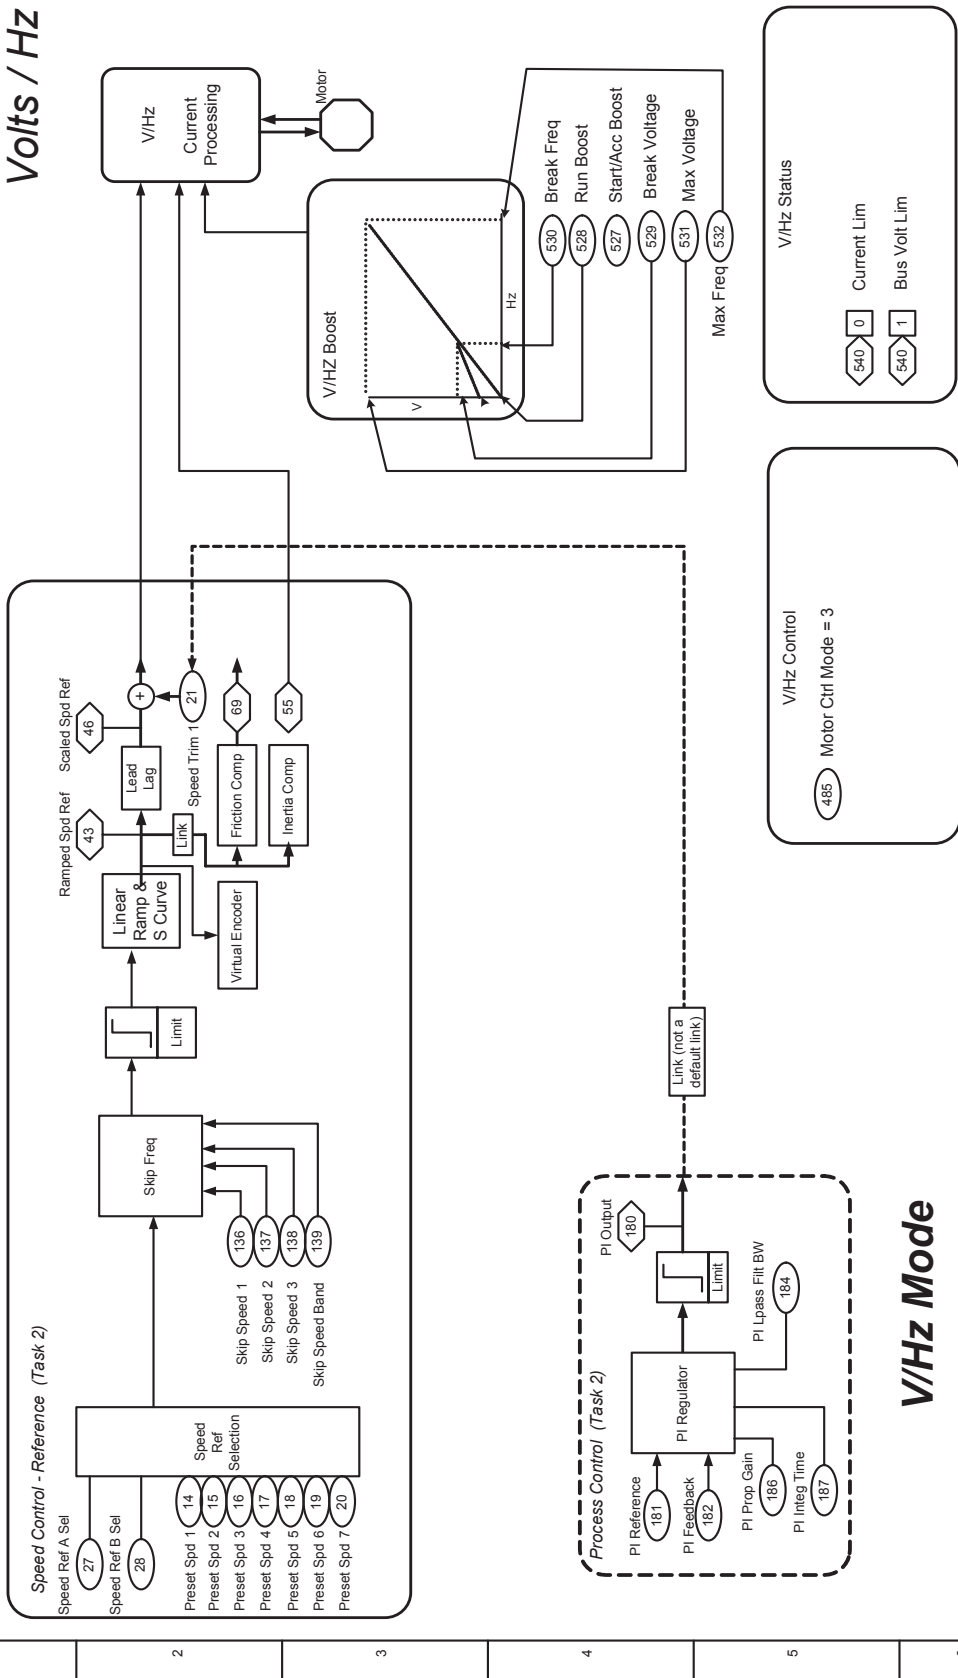 Volts / Hz
Speed Control - Reference (Task 2)
Speed Ref A Sel
27
Speed Ref B Sel
28
Preset Spd 1
14
Preset Spd 2
15
Preset Spd 3
16
Preset Spd 4
17
Preset Spd 5
18
Preset Spd 6
19
Preset Spd 7
20
Speed
Ref
Selection
Skip Freq
Skip Speed 1
136
Skip Speed 2
137
Skip Speed 3
138
Skip Speed Band
139
Limit
Linear
Ramp &
S Curve
Ramped Spd Ref
43
Link
Virtual Encoder
Lead
Lag
Scaled Spd Ref
46
+
Speed Trim 1
21
Friction Comp
69
Inertia Comp
55
V/Hz
Current
Processing
Motor
V/HZ Boost
V
Hz
530
Break Freq
528
Run Boost
527
Start/Acc Boost
529
Break Voltage
531
Max Voltage
Max Freq
532
Process Control (Task 2)
PI Reference
181
PI Feedback
182
PI Regulator
PI Prop Gain
186
PI Integ Time
187
PI Lpass Filt BW
184
Limit
PI Output
180
Link (not a
default link)
V/Hz Control
485
Motor Ctrl Mode = 3
V/Hz Status
540
0
Current Lim
540
1
Bus Volt Lim
V/Hz Mode
2
3
4
5